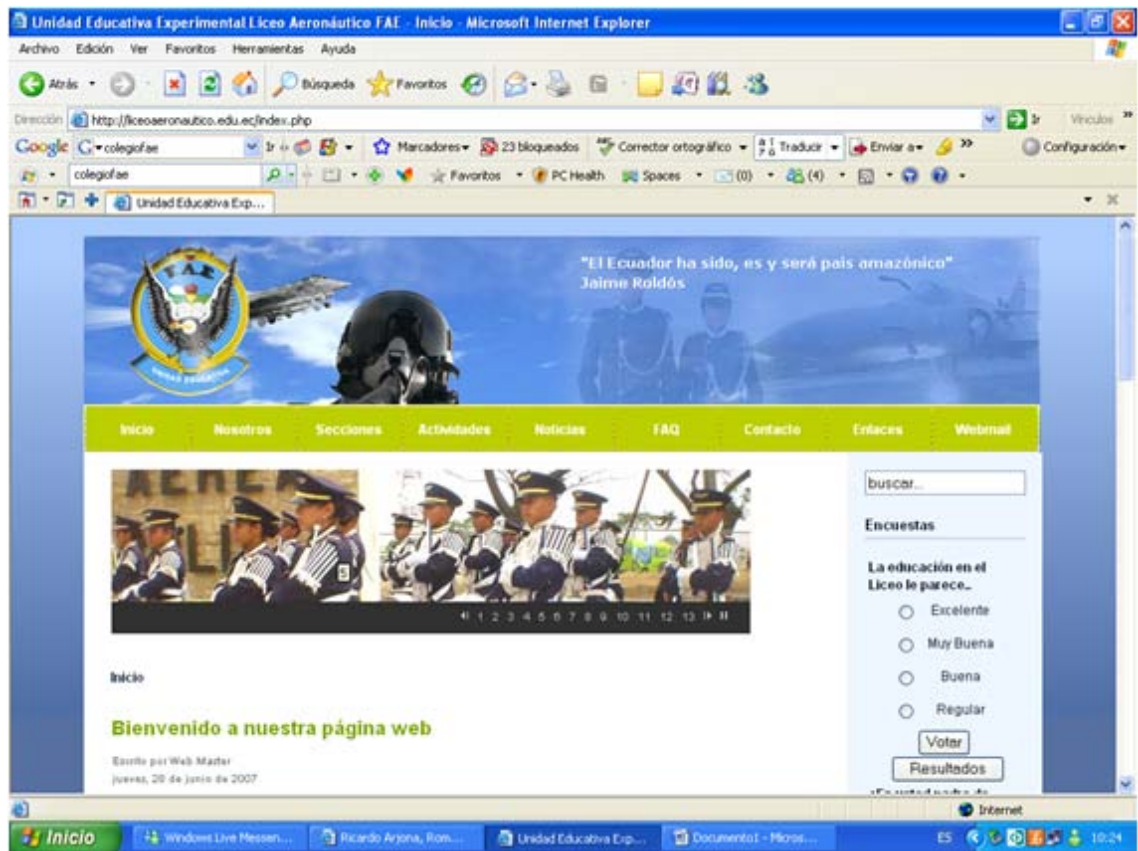 Unidad Educativa Experimental Liceo Aeronáutico FAE - Inicio - Microsoft Internet Explorer
Archivo Edición Ver Favoritos Herramientas Ayuda
Atrás Búsqueda Favoritos
Dirección http://liceoaeronautico.edu.ec/index.php Ir Vínculos »
Google colegiofae Ir Marcadores 23 bloqueados Corrector ortográfico Traducir Enviar a » Configuración
colegiofae Favoritos PC Health Spaces (0) (4)
Unidad Educativa Exp...
F A E
UNIDAD EDUCATIVA
"El Ecuador ha sido, es y será país amazónico"
Jaime Roldós
Inicio Nosotros Secciones Actividades Noticias FAQ Contacto Enlaces Webmail
buscar...
1 2 3 4 5 6 7 8 9 10 11 12 13
Encuestas
La educación en el
Liceo le parece...
Excelente
Muy Buena
Buena
Regular
Votar
Resultados
Inicio
Bienvenido a nuestra página web
Escrito por Web Master
jueves, 28 de junio de 2007
Internet
Inicio Windows Live Messen... Ricardo Arjona, Rom... Unidad Educativa Exp... Documento1 - Micros... ES 10:24